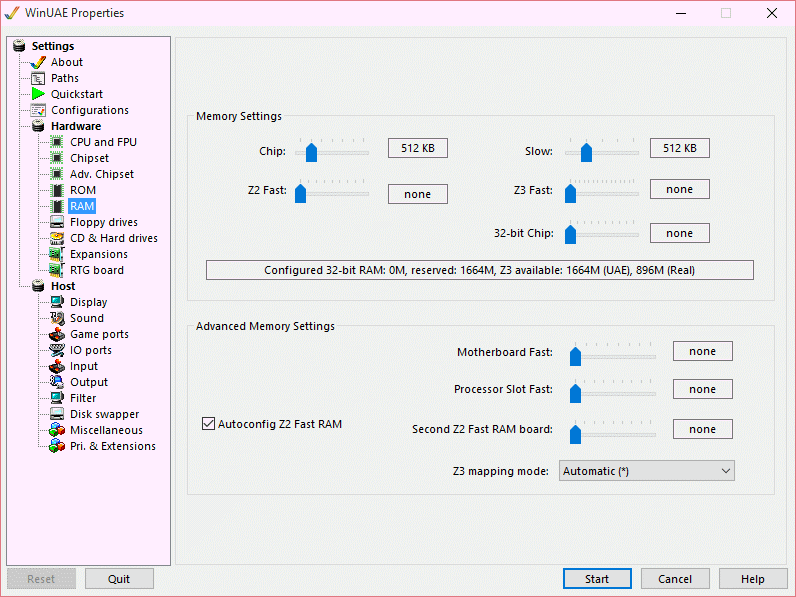 WinUAE Properties
Settings
About
Paths
Quickstart
Configurations
Hardware
CPU and FPU
Chipset
Adv. Chipset
ROM
RAM
Floppy drives
CD & Hard drives
Expansions
RTG board
Host
Display
Sound
Game ports
IO ports
Input
Output
Filter
Disk swapper
Miscellaneous
Pri. & Extensions
Memory Settings
Chip: 512 KB Slow: 512 KB
Z2 Fast: none Z3 Fast: none
32-bit Chip: none
Configured 32-bit RAM: 0M, reserved: 1664M, Z3 available: 1664M (UAE), 896M (Real)
Advanced Memory Settings
Motherboard Fast: none
Processor Slot Fast: none
Autoconfig Z2 Fast RAM Second Z2 Fast RAM board: none
Z3 mapping mode: Automatic (*)
Reset Quit Start Cancel Help